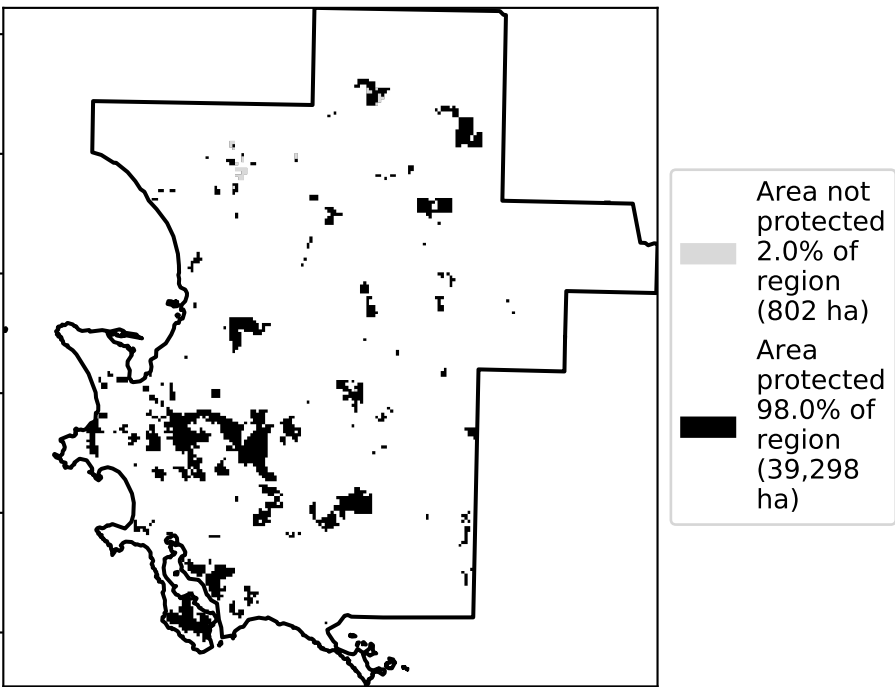 Area not
protected
2.0% of
region
(802 ha)
Area
protected
98.0% of
region
(39,298
ha)